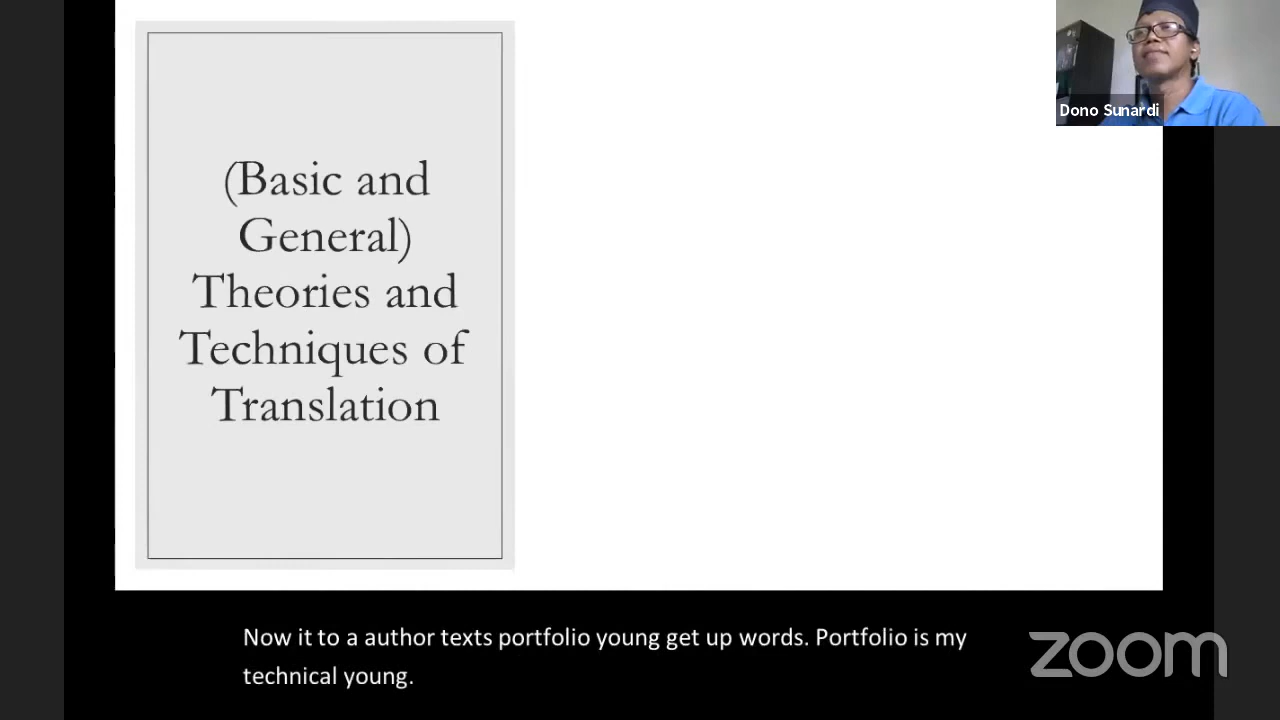 Dono Sunardi
(Basic and
General)
Theories and
Techniques of
Translation
Now it to a author texts portfolio young get up words. Portfolio is my
technical young.
zoom